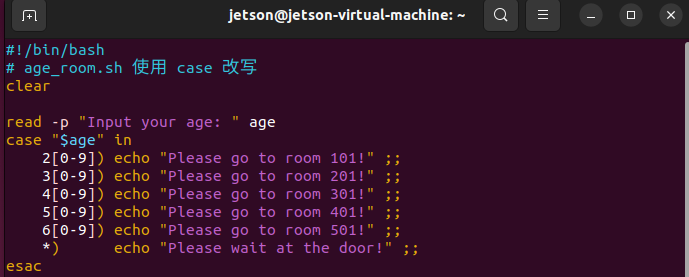 jetson@jetson-virtual-machine: ~
#!/bin/bash
# age_room.sh 使用 case 改写
clear

read -p "Input your age: " age
case "$age" in
    2[0-9]) echo "Please go to room 101!" ;;
    3[0-9]) echo "Please go to room 201!" ;;
    4[0-9]) echo "Please go to room 301!" ;;
    5[0-9]) echo "Please go to room 401!" ;;
    6[0-9]) echo "Please go to room 501!" ;;
    *)      echo "Please wait at the door!" ;;
esac